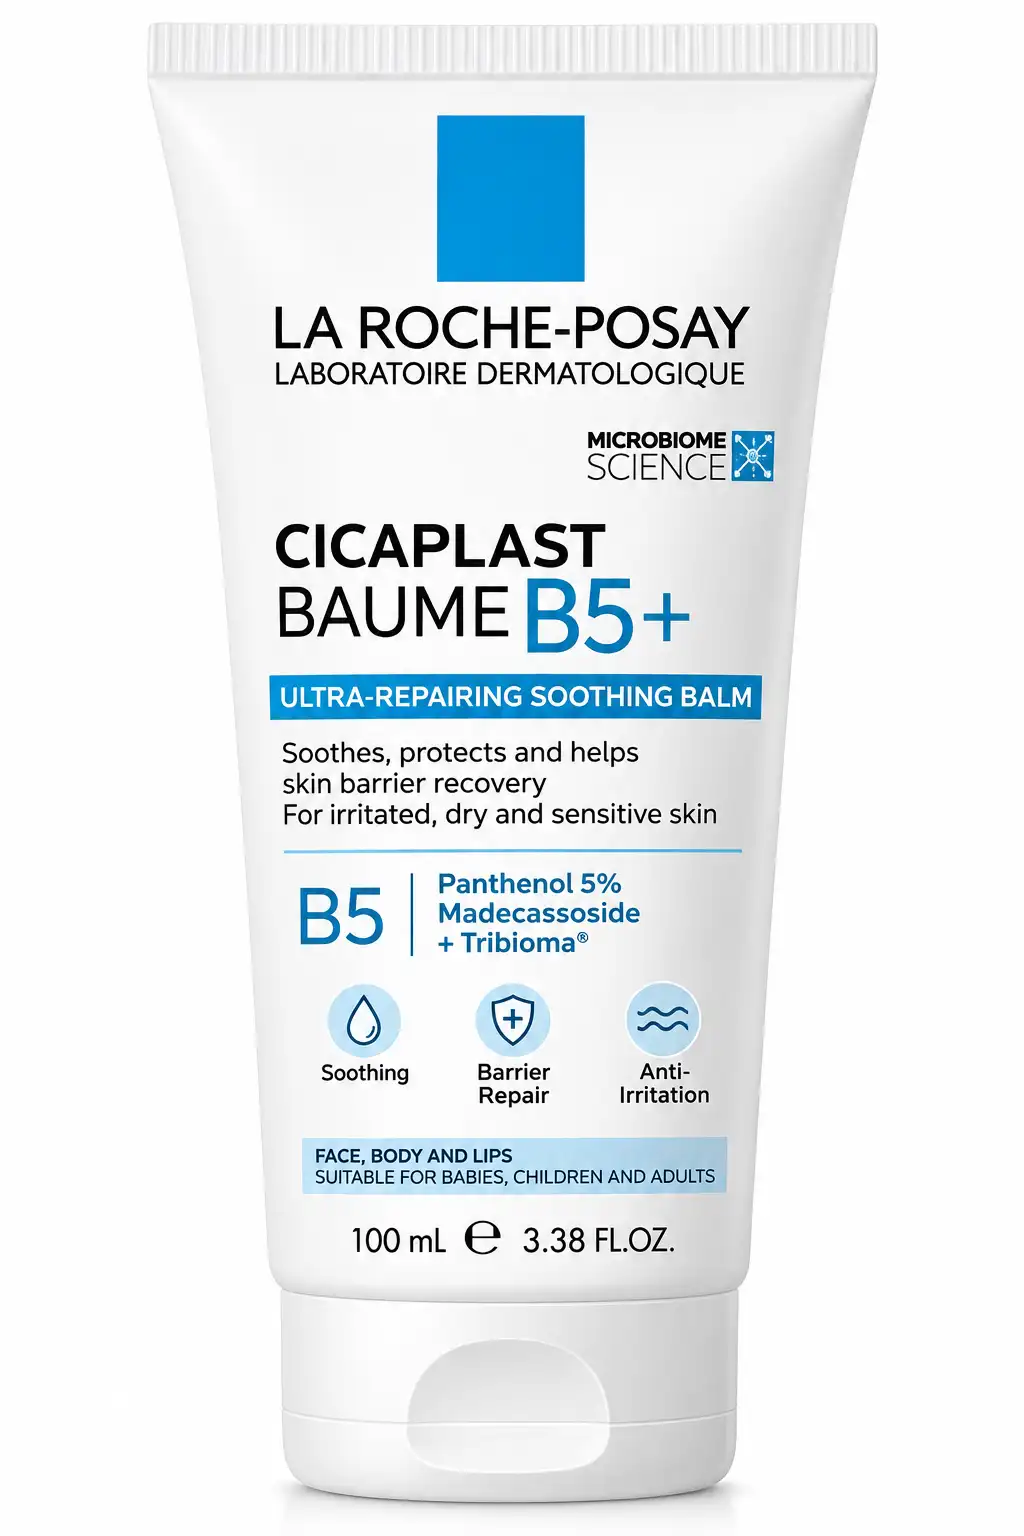 LA ROCHE-POSAY
LABORATOIRE DERMATOLOGIQUE
MICROBIOME
SCIENCE
CICAPLAST
BAUME B5+
ULTRA-REPAIRING SOOTHING BALM
Soothes, protects and helps
skin barrier recovery
For irritated, dry and sensitive skin
B5
Panthenol 5%
Madecassoside
+ Tribioma®
Soothing
Barrier
Repair
Anti-
Irritation
FACE, BODY AND LIPS
SUITABLE FOR BABIES, CHILDREN AND ADULTS
100 mL ℮ 3.38 FL.OZ.